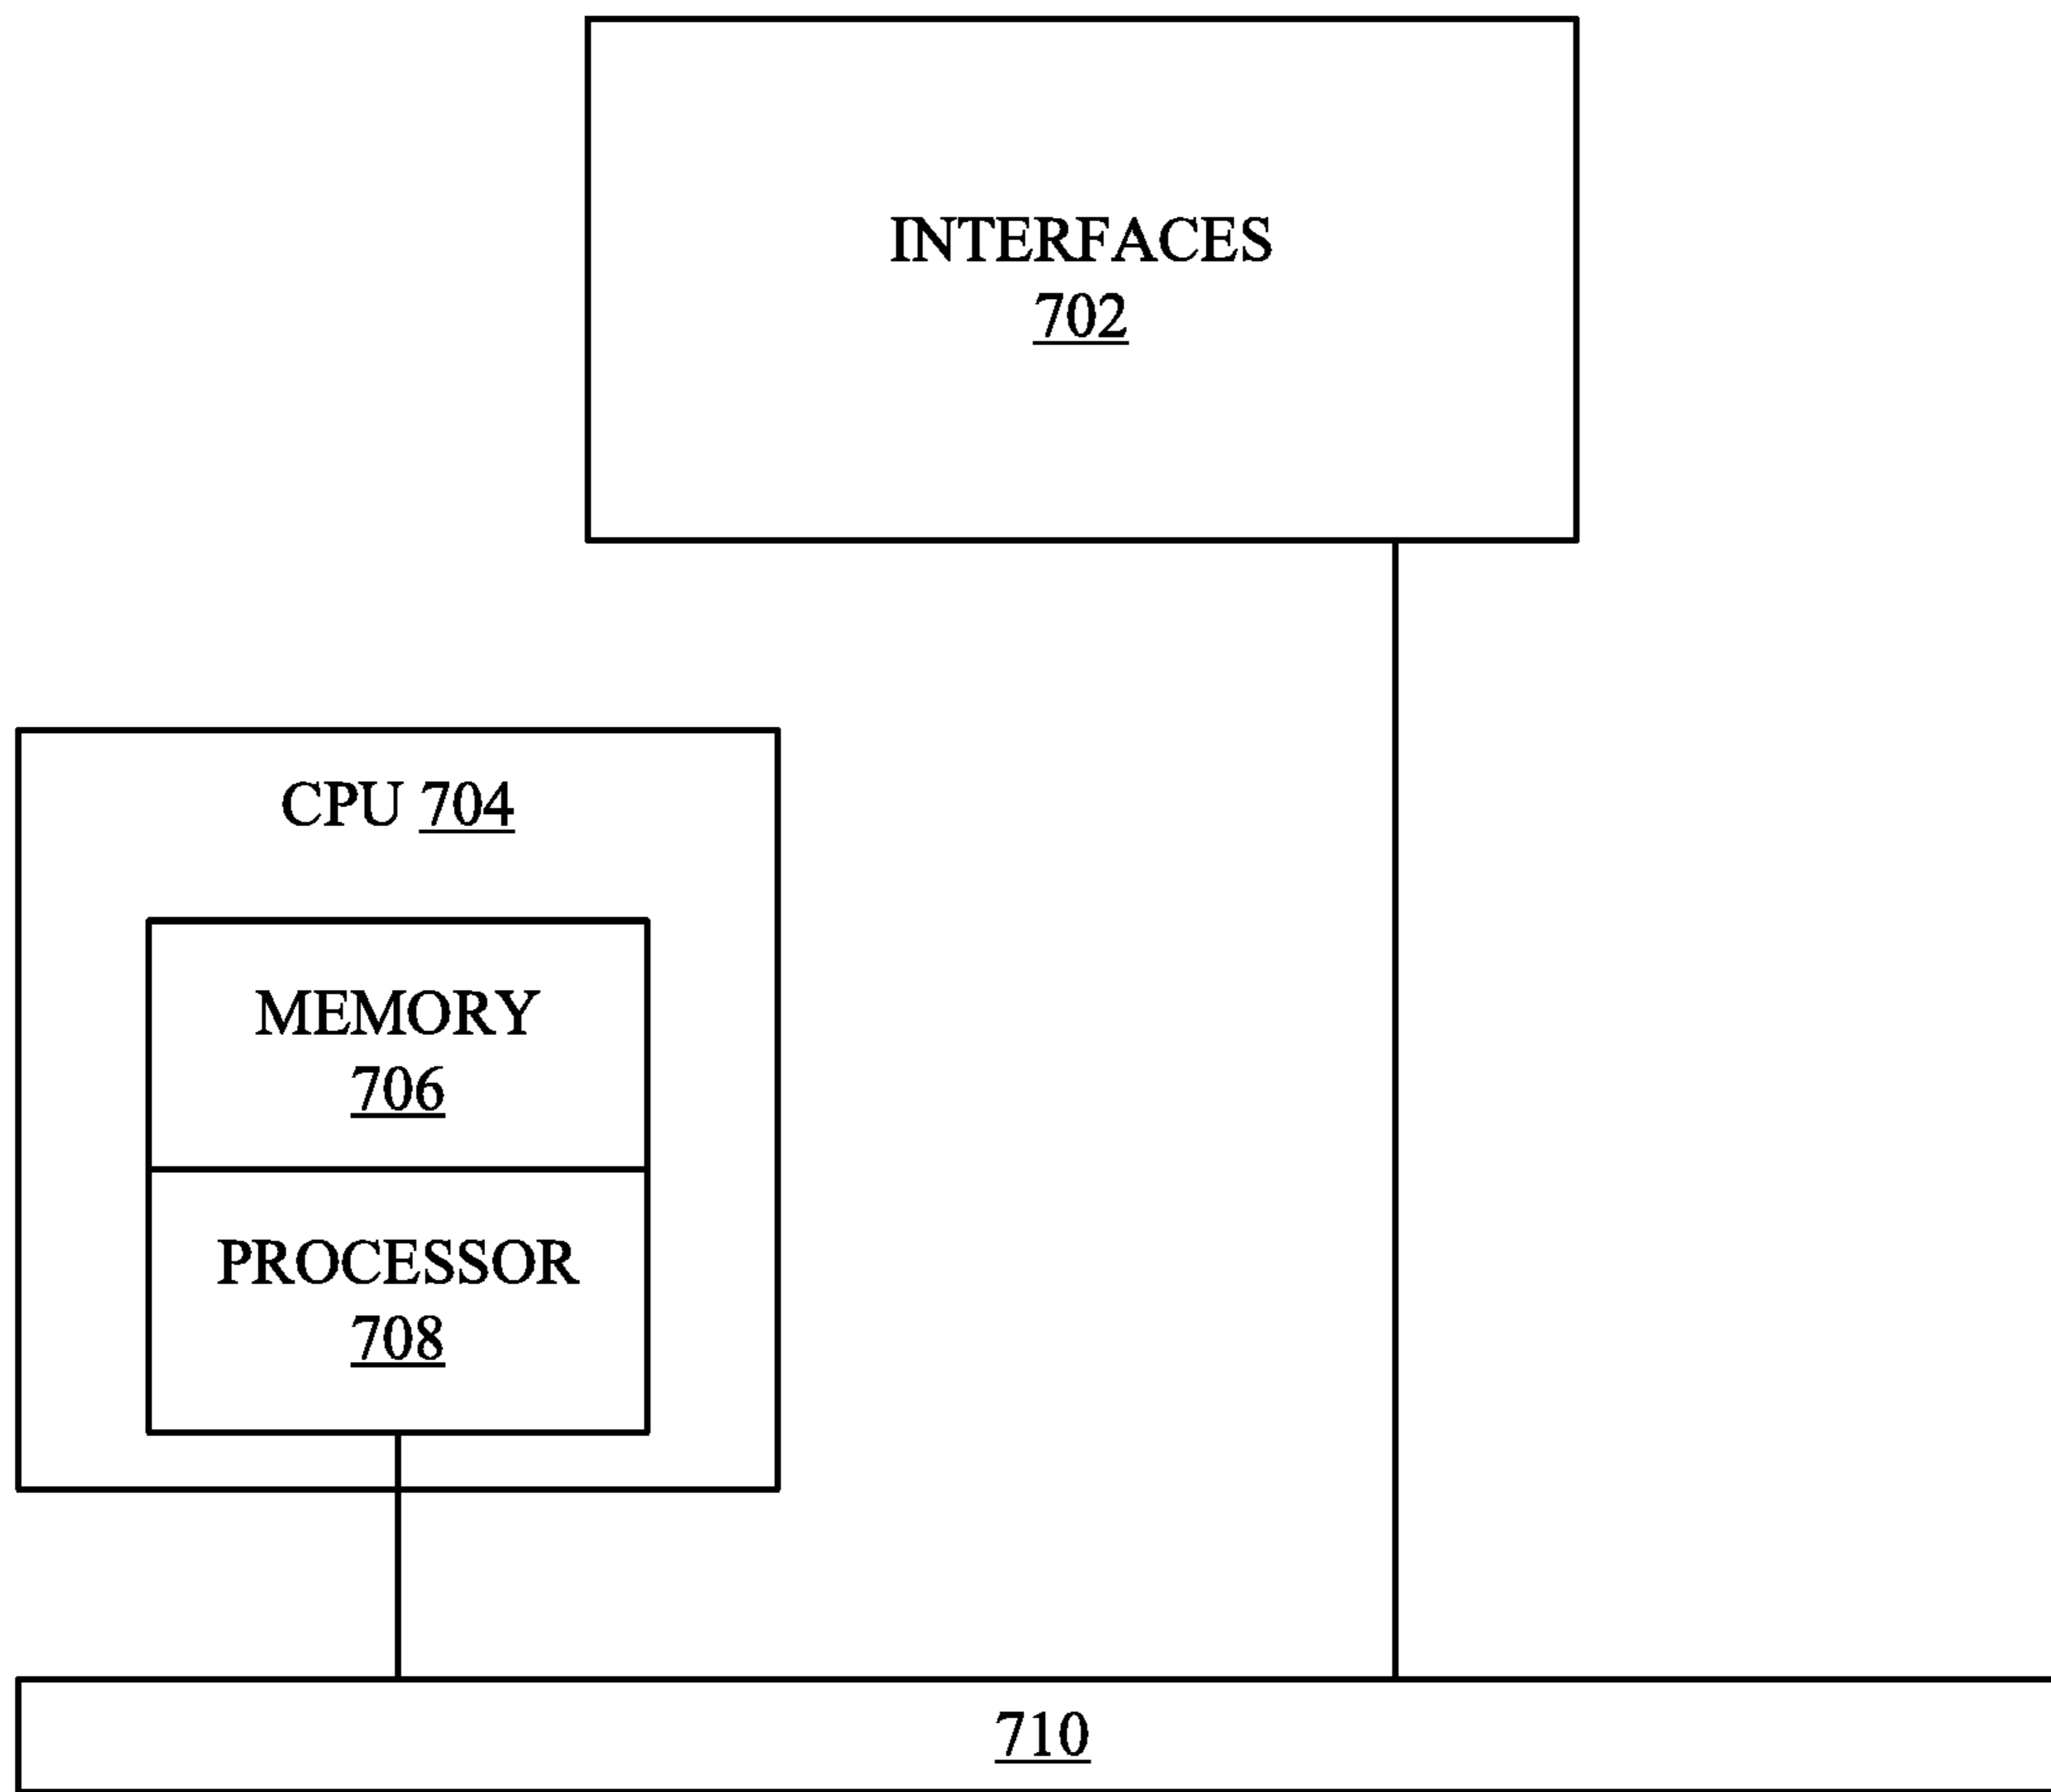 INTERFACES
702
CPU 704
MEMORY
706
PROCESSOR
708
710